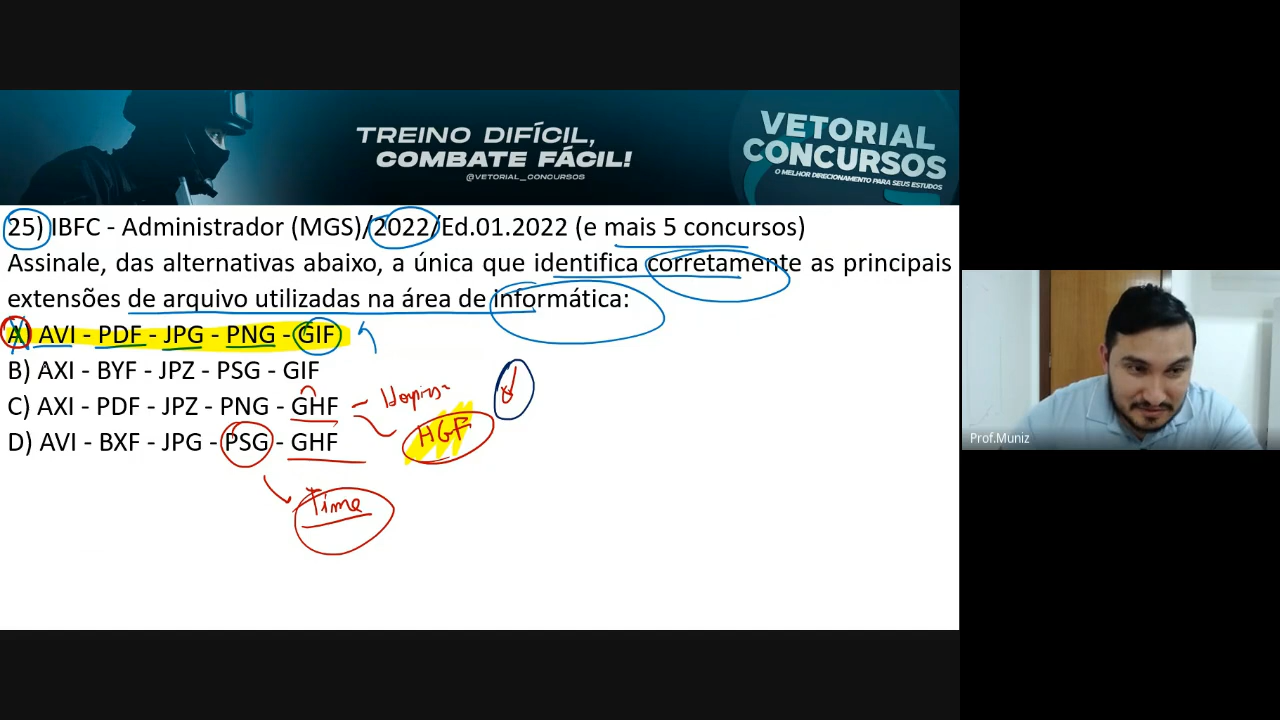 TREINO DIFÍCIL,
COMBATE FÁCIL!
@VETORIAL_CONCURSOS
VETORIAL
CONCURSOS
O MELHOR DIRECIONAMENTO PARA SEUS ESTUDOS
25) IBFC - Administrador (MGS)/2022/Ed.01.2022 (e mais 5 concursos)
Assinale, das alternativas abaixo, a única que identifica corretamente as principais
extensões de arquivo utilizadas na área de informática:
A) AVI - PDF - JPG - PNG - GIF
B) AXI - BYF - JPZ - PSG - GIF
C) AXI - PDF - JPZ - PNG - GHF
D) AVI - BXF - JPG - PSG - GHF
HGF
Time
Prof.Muniz